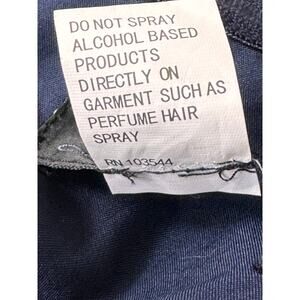 DO NOT SPRAY
ALCOHOL BASED
PRODUCTS
DIRECTLY ON
GARMENT SUCH AS
PERFUME HAIR
SPRAY
RN 103544